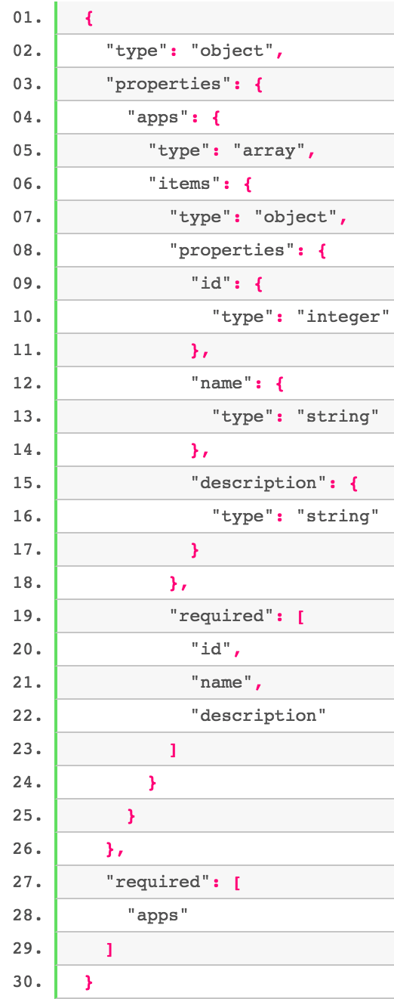 01. {
02.   "type": "object",
03.   "properties": {
04.     "apps": {
05.       "type": "array",
06.       "items": {
07.         "type": "object",
08.         "properties": {
09.           "id": {
10.             "type": "integer"
11.           },
12.           "name": {
13.             "type": "string"
14.           },
15.           "description": {
16.             "type": "string"
17.           }
18.         },
19.         "required": [
20.           "id",
21.           "name",
22.           "description"
23.         ]
24.       }
25.     }
26.   },
27.   "required": [
28.     "apps"
29.   ]
30. }